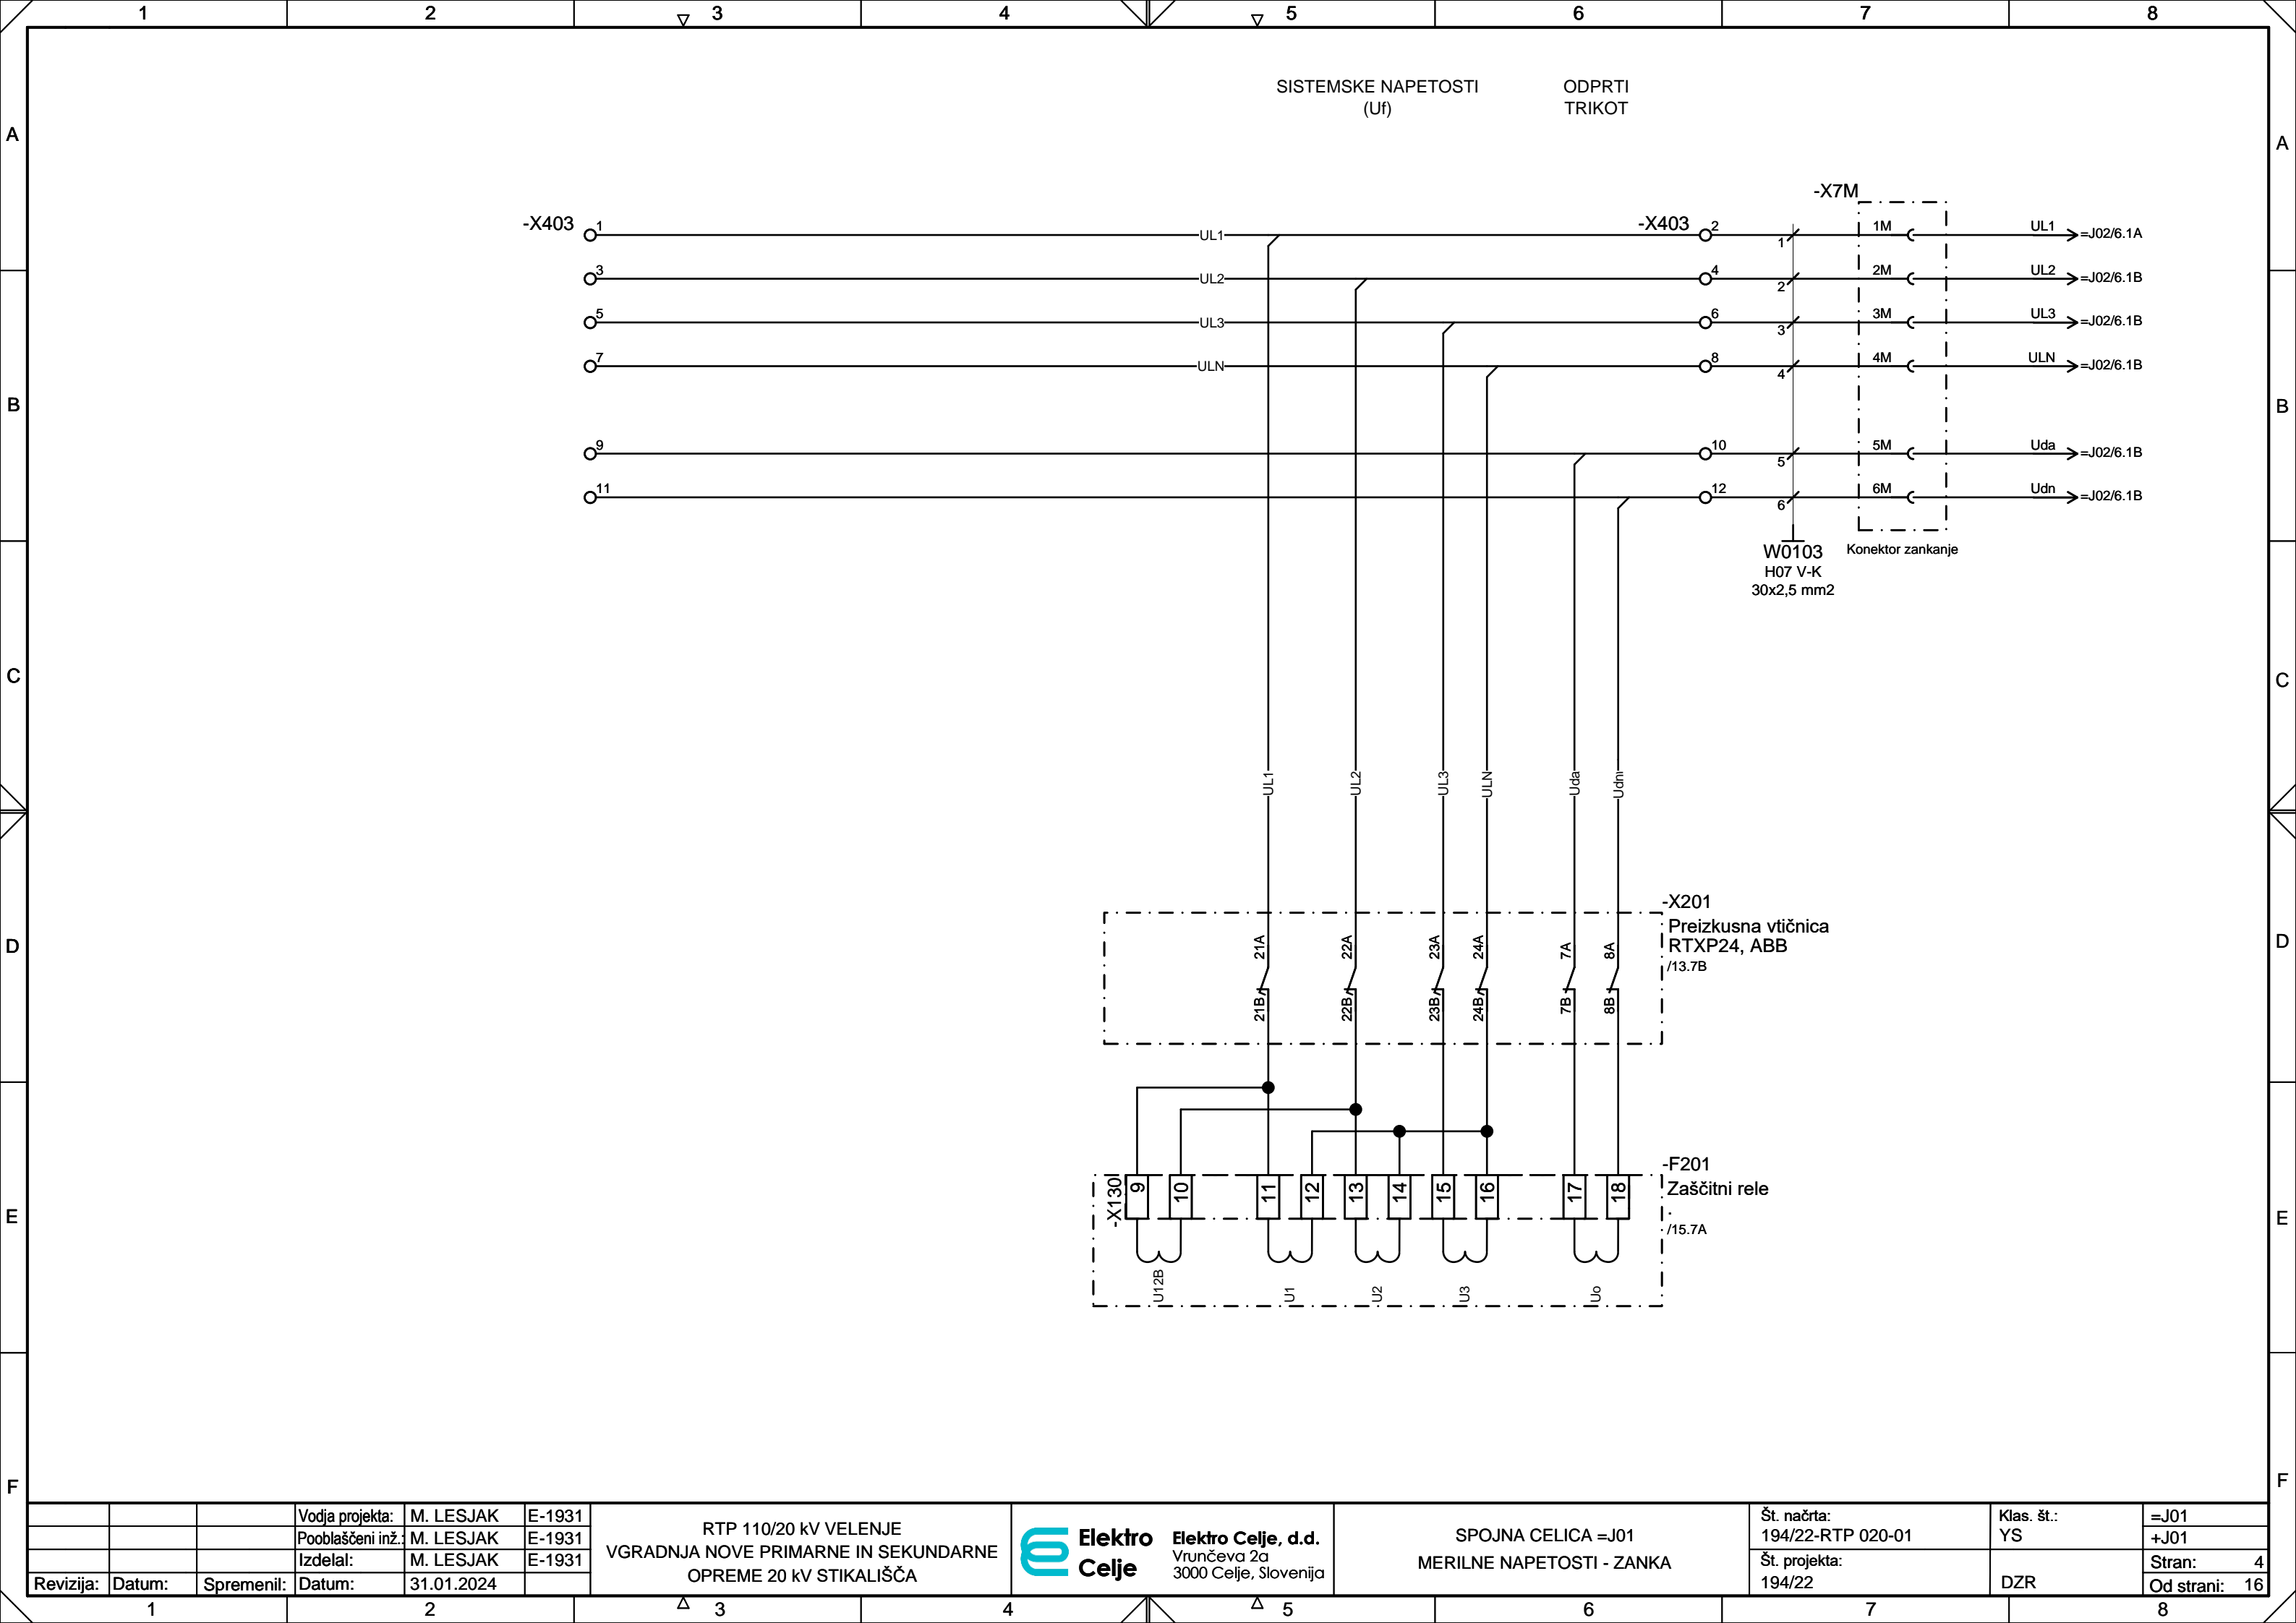 1 2 3 4 5 6 7 8
SISTEMSKE NAPETOSTI
(Uf)
ODPRTI
TRIKOT
A A
-X7M
-X403 1 UL1 -X403 2 1 1M UL1 =J02/6.1A
3 UL2 4 2 2M UL2 =J02/6.1B
5 UL3 6 3 3M UL3 =J02/6.1B
7 ULN 8 4 4M ULN =J02/6.1B
B B
9 10 5 5M Uda =J02/6.1B
11 12 6 6M Udn =J02/6.1B
W0103
H07 V-K
30x2,5 mm2
Konektor zankanje
C C
UL1 UL2 UL3 ULN Uda Udn
-X201
Preizkusna vtičnica
RTXP24, ABB
/13.7B
D D
21A 22A 23A 24A 7A 8A
21B 22B 23B 24B 7B 8B
-F201
Zaščitni rele
.
/15.7A
-X130 9 10 11 12 13 14 15 16 17 18
E E
U12B U1 U2 U3 Uo
F F
Vodja projekta: M. LESJAK E-1931
Pooblaščeni inž.: M. LESJAK E-1931
Izdelal: M. LESJAK E-1931
Revizija: Datum: Spremenil: Datum: 31.01.2024
RTP 110/20 kV VELENJE
VGRADNJA NOVE PRIMARNE IN SEKUNDARNE
OPREME 20 kV STIKALIŠČA
Elektro
Celje
Elektro Celje, d.d.
Vrunčeva 2a
3000 Celje, Slovenija
SPOJNA CELICA =J01
MERILNE NAPETOSTI - ZANKA
Št. načrta:
194/22-RTP 020-01
Št. projekta:
194/22
Klas. št.:
YS
DZR
=J01
+J01
Stran: 4
Od strani: 16
1 2 3 4 5 6 7 8